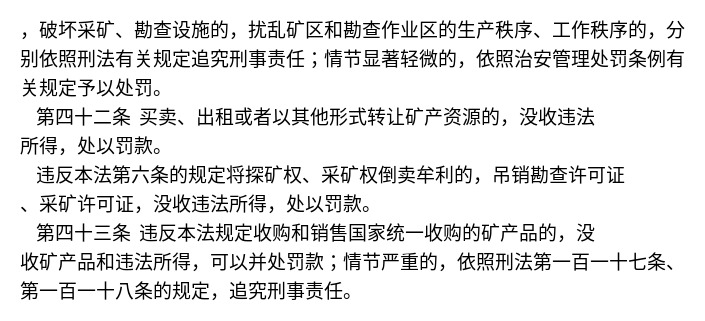 ，破坏采矿、勘查设施的，扰乱矿区和勘查作业区的生产秩序、工作秩序的，分
别依照刑法有关规定追究刑事责任；情节显著轻微的，依照治安管理处罚条例有
关规定予以处罚。
第四十二条 买卖、出租或者以其他形式转让矿产资源的，没收违法
所得，处以罚款。
违反本法第六条的规定将探矿权、采矿权倒卖牟利的，吊销勘查许可证
、采矿许可证，没收违法所得，处以罚款。
第四十三条 违反本法规定收购和销售国家统一收购的矿产品的，没
收矿产品和违法所得，可以并处罚款；情节严重的，依照刑法第一百一十七条、
第一百一十八条的规定，追究刑事责任。